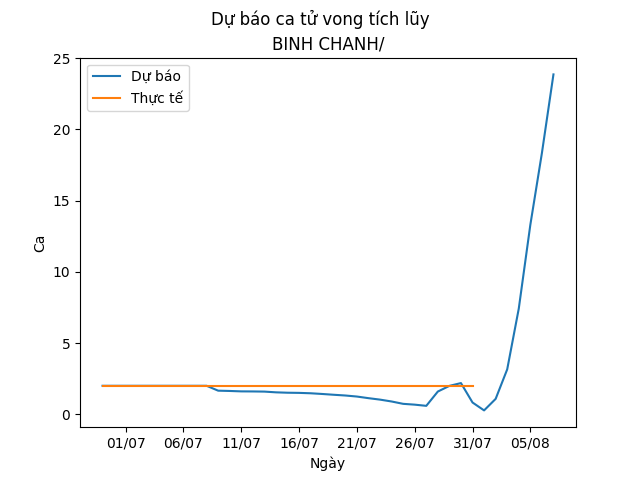 Dự báo ca tử vong tích lũy
BINH CHANH/
Dự báo
Thực tế
25
20
15
10
5
0
Ca
01/07 06/07 11/07 16/07 21/07 26/07 31/07 05/08
Ngày